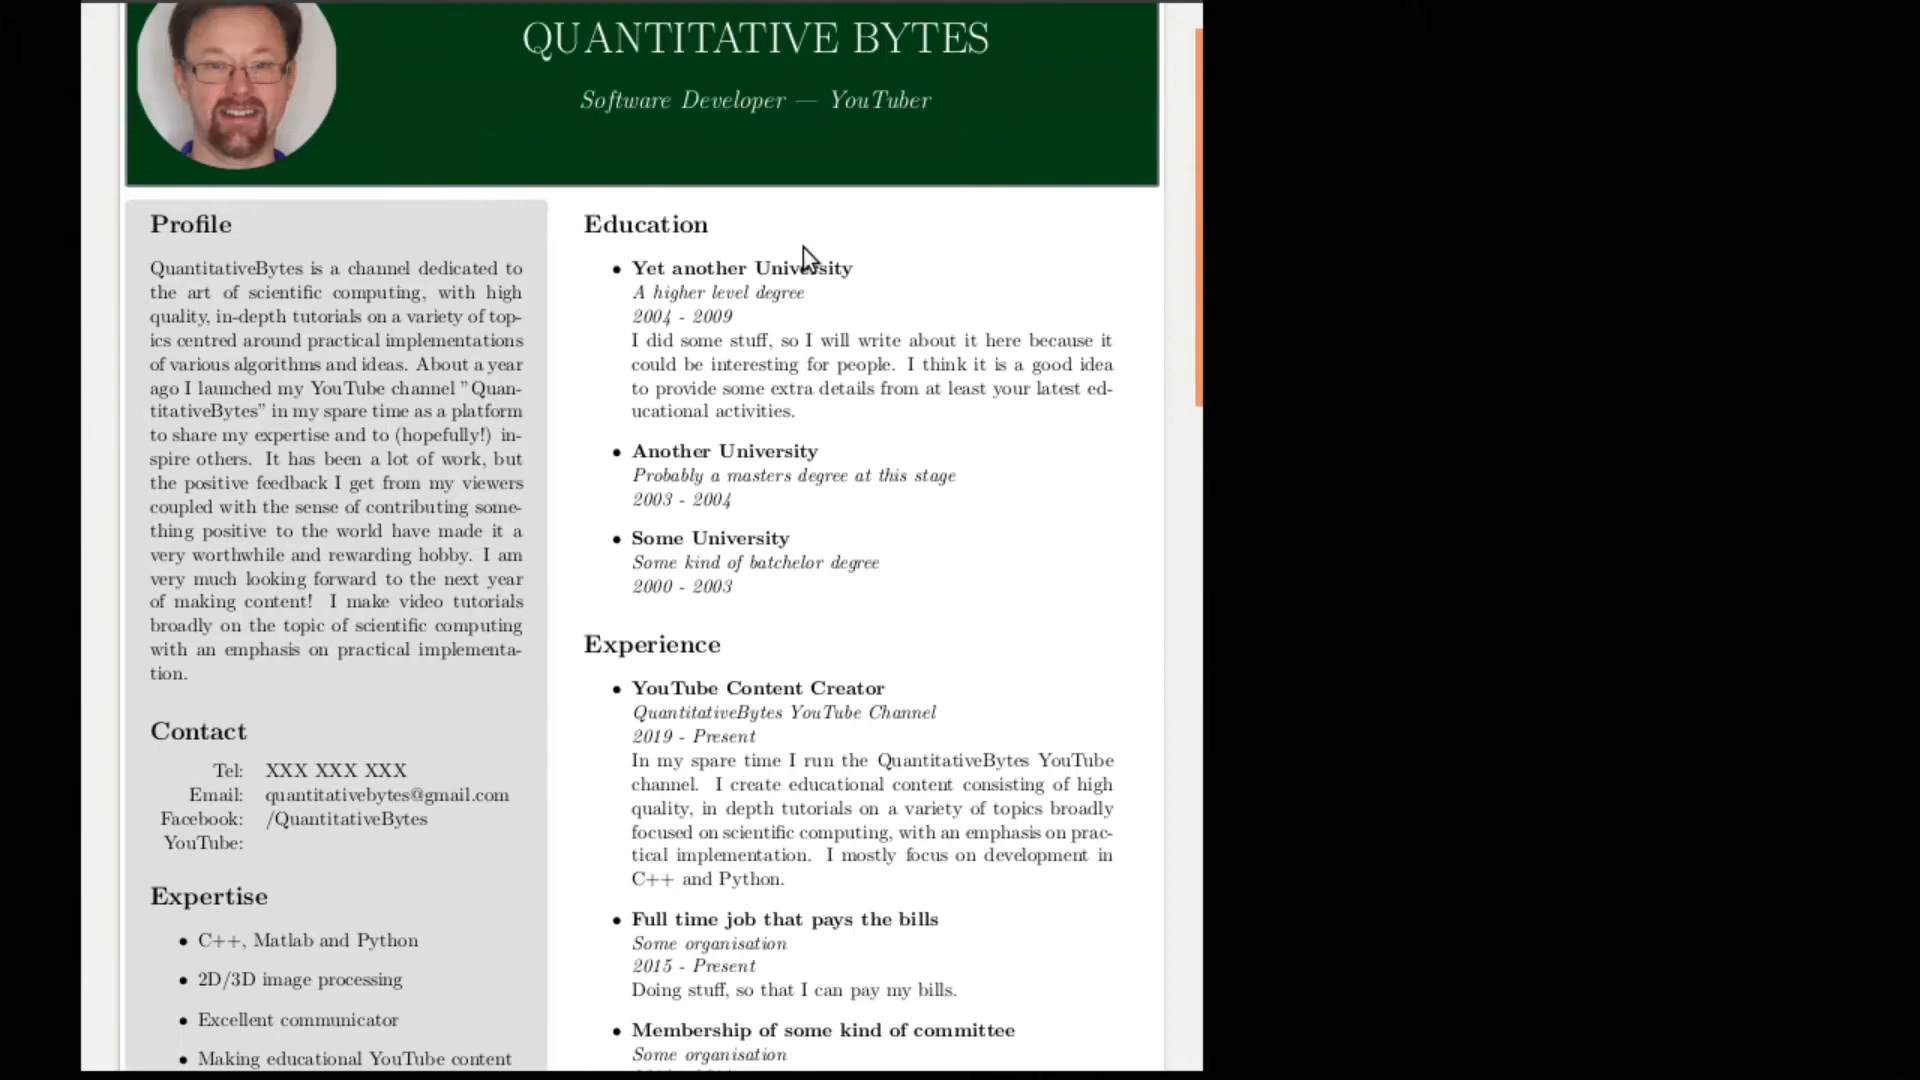 QUANTITATIVE BYTES
Software Developer — YouTuber
Profile
QuantitativeBytes is a channel dedicated to
the art of scientific computing, with high
quality, in-depth tutorials on a variety of top-
ics centred around practical implementations
of various algorithms and ideas. About a year
ago I launched my YouTube channel "Quan-
titativeBytes" in my spare time as a platform
to share my expertise and to (hopefully!) in-
spire others. It has been a lot of work, but
the positive feedback I get from my viewers
coupled with the sense of contributing some-
thing positive to the world have made it a
very worthwhile and rewarding hobby. I am
very much looking forward to the next year
of making content! I make video tutorials
broadly on the topic of scientific computing
with an emphasis on practical implementa-
tion.
Contact
Tel: XXX XXX XXX
Email: quantitativebytes@gmail.com
Facebook: /QuantitativeBytes
YouTube:
Expertise
• C++, Matlab and Python
• 2D/3D image processing
• Excellent communicator
• Making educational YouTube content
Education
• Yet another University
A higher level degree
2004 - 2009
I did some stuff, so I will write about it here because it
could be interesting for people. I think it is a good idea
to provide some extra details from at least your latest ed-
ucational activities.
• Another University
Probably a masters degree at this stage
2003 - 2004
• Some University
Some kind of batchelor degree
2000 - 2003
Experience
• YouTube Content Creator
QuantitativeBytes YouTube Channel
2019 - Present
In my spare time I run the QuantitativeBytes YouTube
channel. I create educational content consisting of high
quality, in depth tutorials on a variety of topics broadly
focused on scientific computing, with an emphasis on prac-
tical implementation. I mostly focus on development in
C++ and Python.
• Full time job that pays the bills
Some organisation
2015 - Present
Doing stuff, so that I can pay my bills.
• Membership of some kind of committee
Some organisation